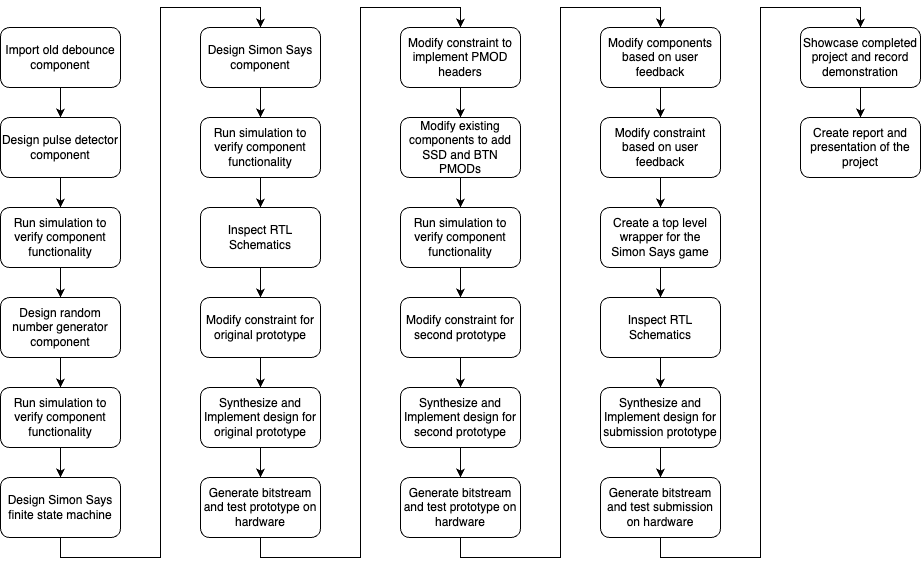 Import old debounce
component
Design pulse detector
component
Run simulation to
verify component
functionality
Design random
number generator
component
Run simulation to
verify component
functionality
Design Simon Says
finite state machine
Design Simon Says
component
Run simulation to
verify component
functionality
Inspect RTL
Schematics
Modify constraint for
original prototype
Synthesize and
Implement design for
original prototype
Generate bitstream
and test prototype on
hardware
Modify constraint to
implement PMOD
headers
Modify existing
components to add
SSD and BTN
PMODs
Run simulation to
verify component
functionality
Modify constraint for
second prototype
Synthesize and
Implement design for
second prototype
Generate bitstream
and test prototype on
hardware
Modify components
based on user
feedback
Modify constraint
based on user
feedback
Create a top level
wrapper for the
Simon Says game
Inspect RTL
Schematics
Synthesize and
Implement design for
submission prototype
Generate bitstream
and test submission
on hardware
Showcase completed
project and record
demonstration
Create report and
presentation of the
project